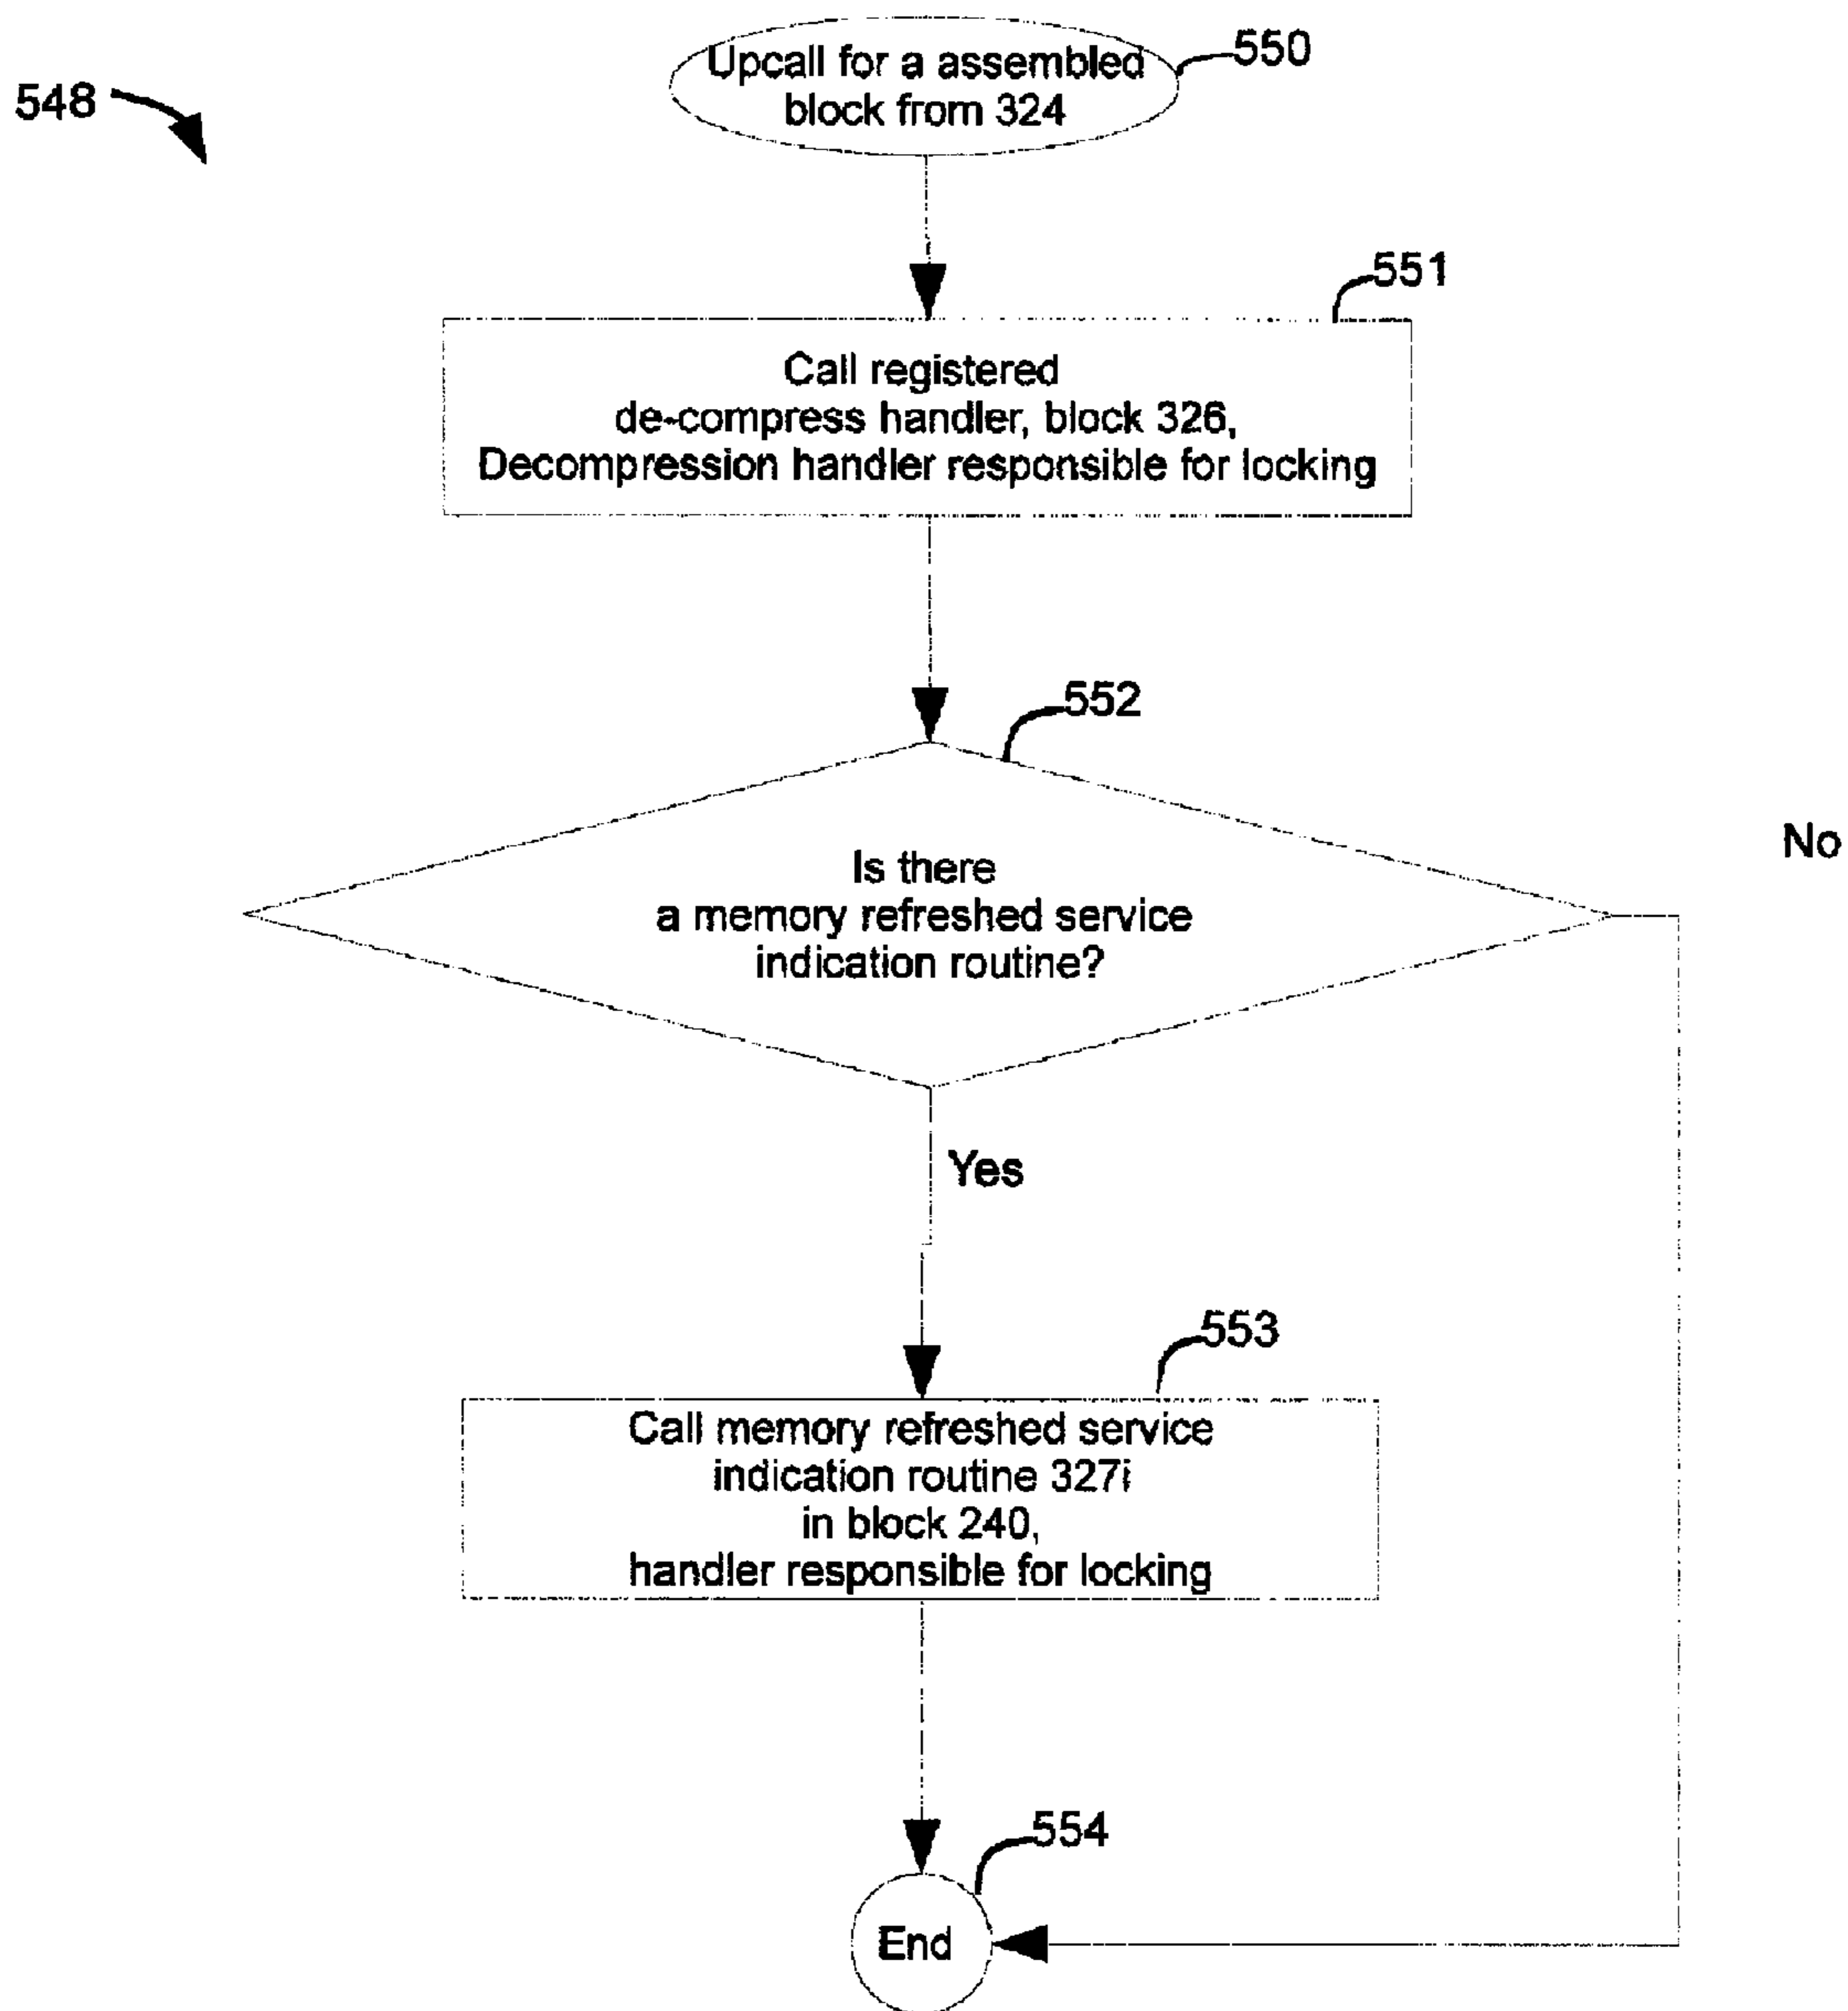 548
Upcall for a assembled
block from 324
550
551
Call registered
de-compress handler, block 326,
Decompression handler responsible for locking
552
Is there
a memory refreshed service
indication routine?
No
Yes
553
Call memory refreshed service
indication routine 327i
in block 240,
handler responsible for locking
554
End